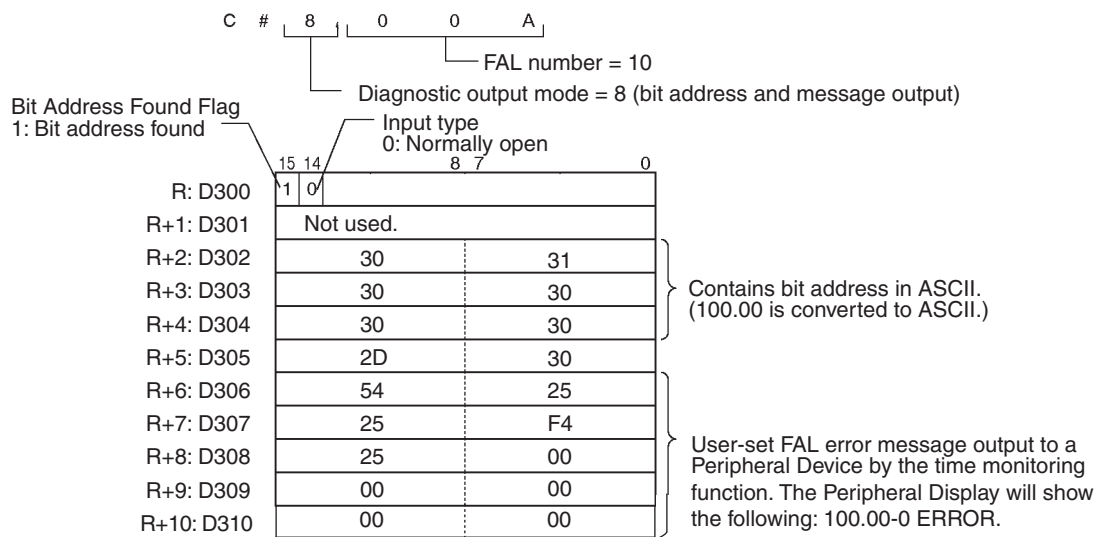 C # 8 , 0 0 A
FAL number = 10
Diagnostic output mode = 8 (bit address and message output)
Bit Address Found Flag
1: Bit address found
Input type
0: Normally open
15 14 8 7 0
R: D300 1 0
R+1: D301 Not used.
R+2: D302 30 31
R+3: D303 30 30
R+4: D304 30 30
Contains bit address in ASCII.
(100.00 is converted to ASCII.)
R+5: D305 2D 30
R+6: D306 54 25
R+7: D307 25 F4
R+8: D308 25 00
R+9: D309 00 00
R+10: D310 00 00
User-set FAL error message output to a
Peripheral Device by the time monitoring
function. The Peripheral Display will show
the following: 100.00-0 ERROR.